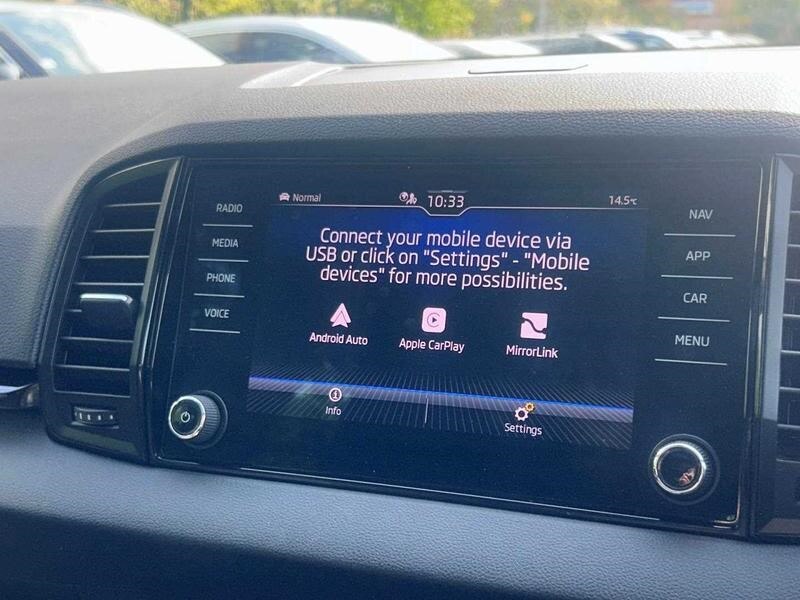 Normal
10:33
14.5°C
RADIO
MEDIA
PHONE
VOICE
Connect your mobile device via
USB or click on "Settings" - "Mobile
devices" for more possibilities.
Android Auto
Apple CarPlay
MirrorLink
Info
Settings
NAV
APP
CAR
MENU